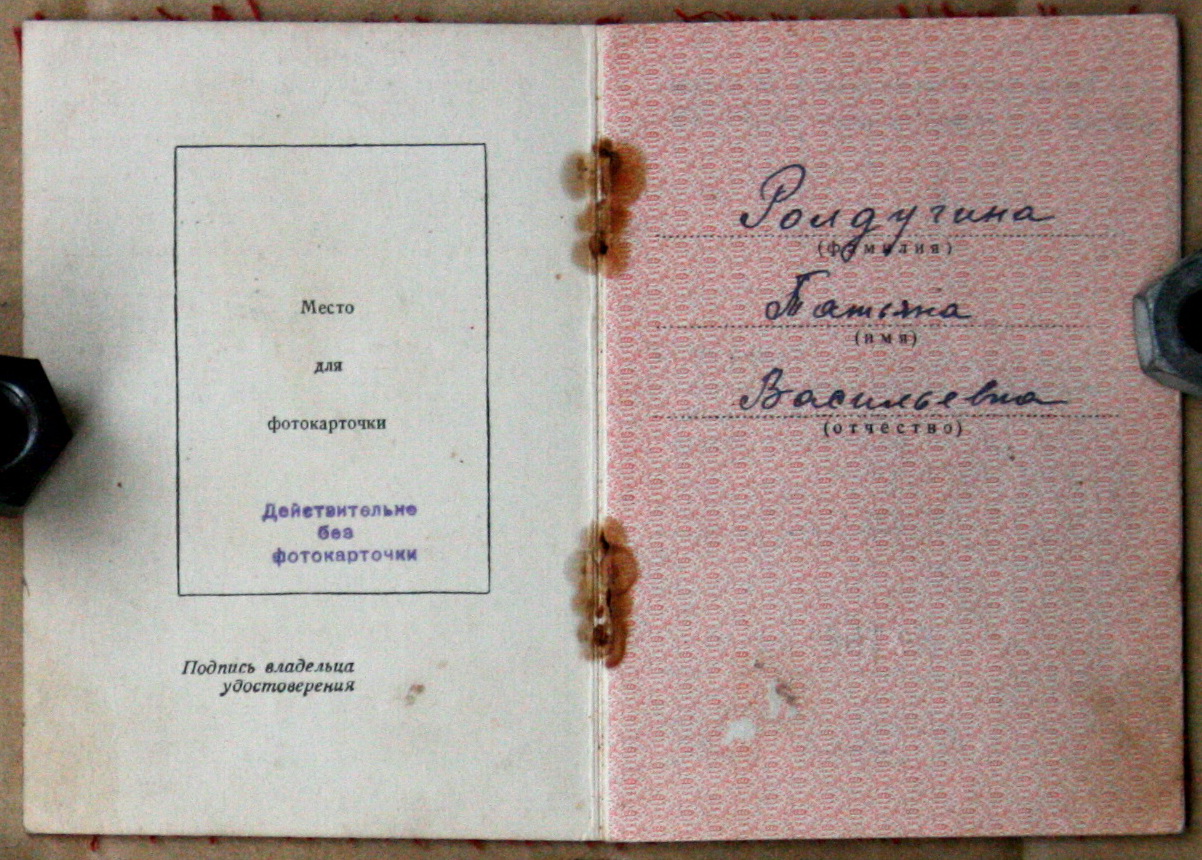 Место
для
фотокарточки
Действительно
без
фотокарточки
Подпись владельца
удостоверения
Ролдугина
(фамилия)
Татьяна
(имя)
Васильевна
(отчество)